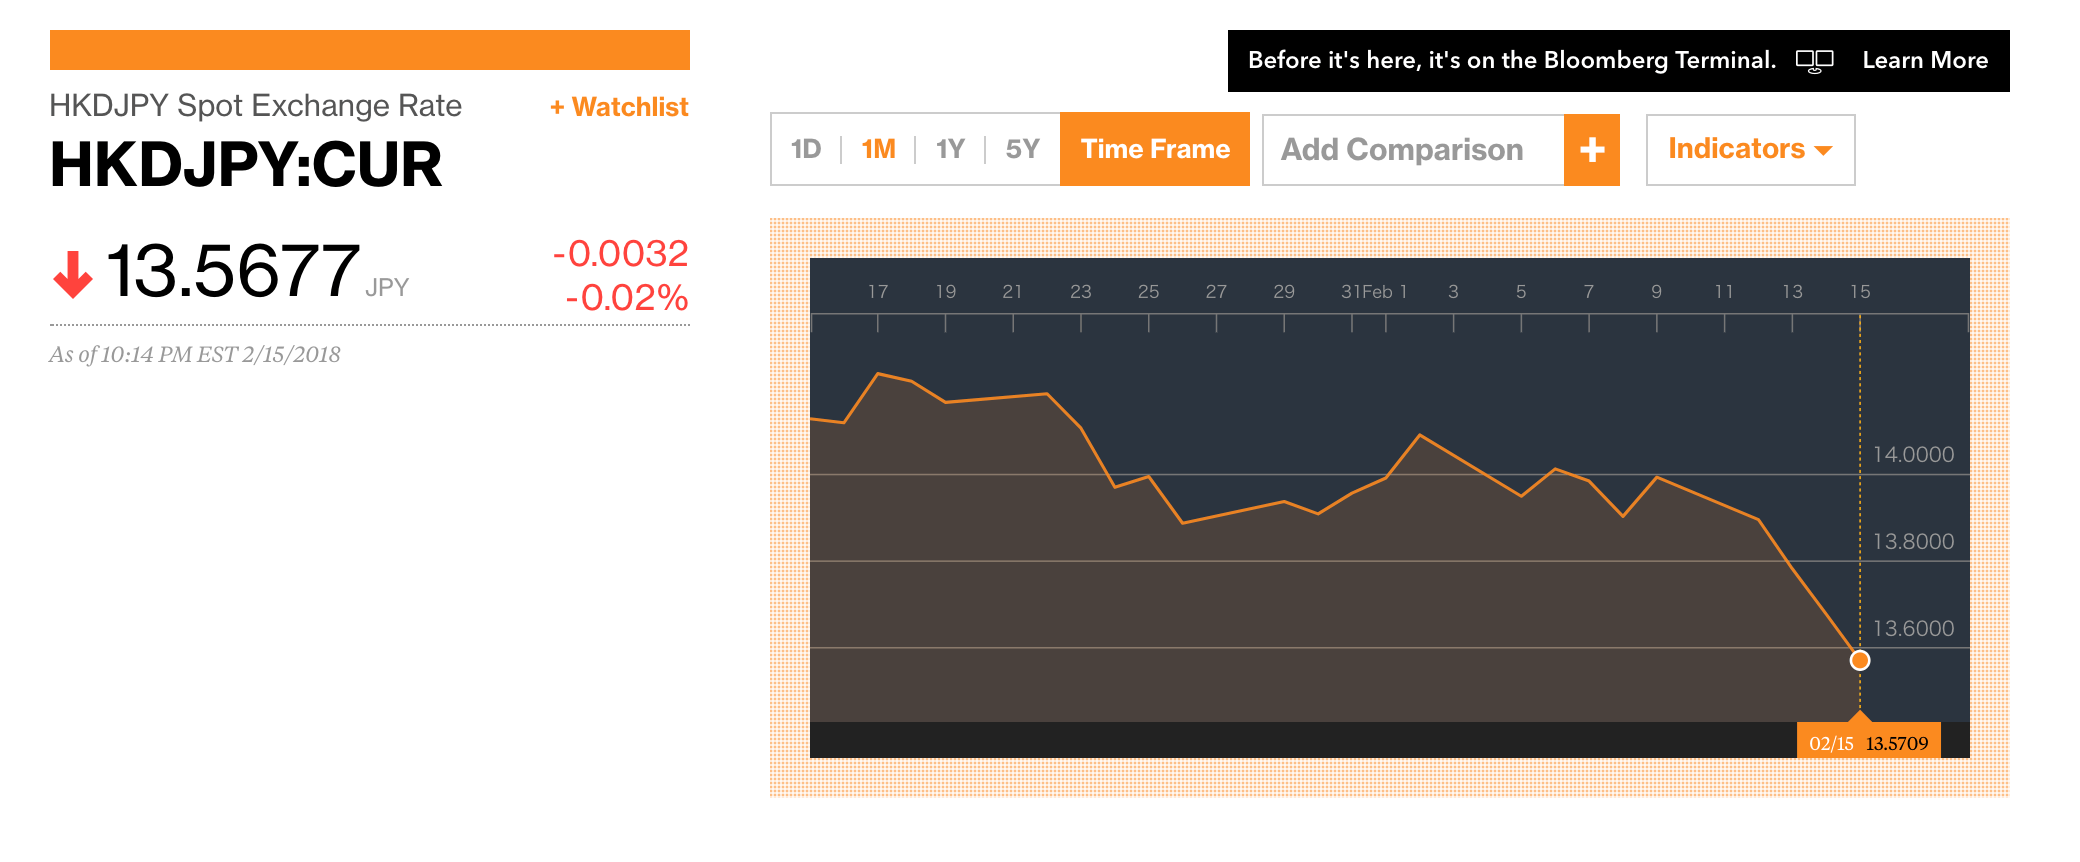 Before it's here, it's on the Bloomberg Terminal. Learn More
HKDJPY Spot Exchange Rate + Watchlist
HKDJPY:CUR
13.5677 JPY
-0.0032
-0.02%
As of 10:14 PM EST 2/15/2018
1D 1M 1Y 5Y Time Frame Add Comparison + Indicators
17 19 21 23 25 27 29 31 Feb 1 3 5 7 9 11 13 15
14.0000
13.8000
13.6000
02/15 13.5709